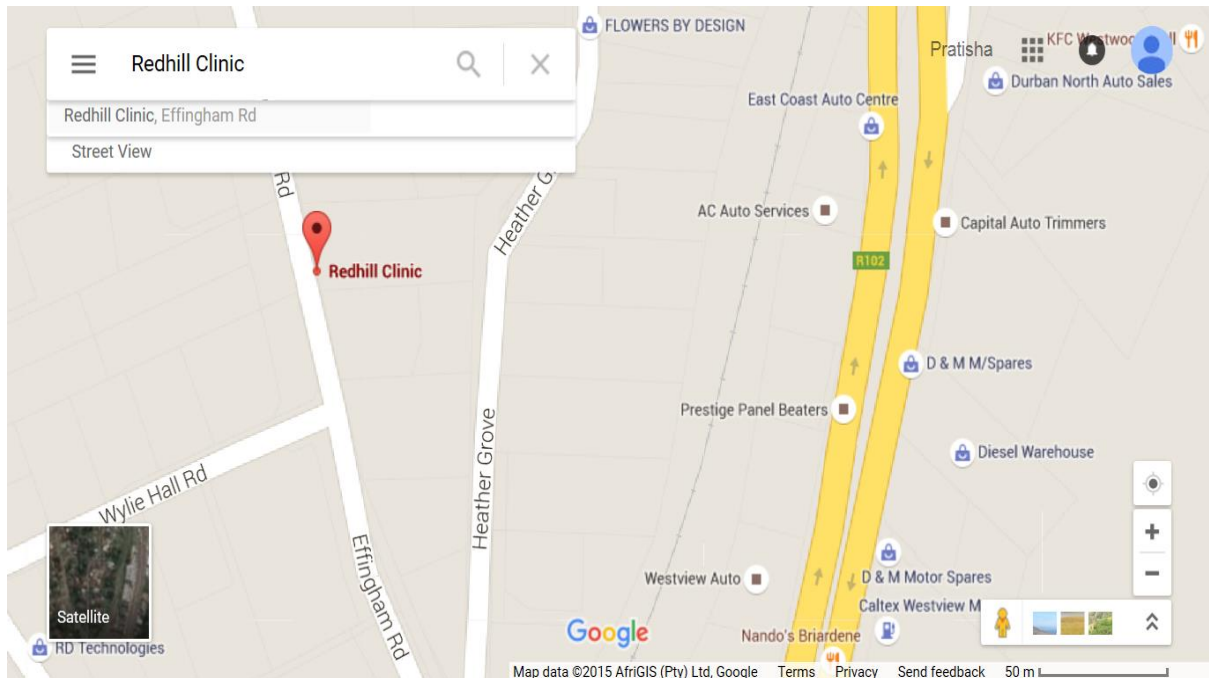 FLOWERS BY DESIGN
Redhill Clinic
Pratisha
Durban North Auto Sales
East Coast Auto Centre
Redhill Clinic, Effingham Rd
Street View
Rd
Heather G
AC Auto Services
Capital Auto Trimmers
R102
Redhill Clinic
D & M M/Spares
Prestige Panel Beaters
Heather Grove
Diesel Warehouse
Wylie Hall Rd
Effingham Rd
Westview Auto
D & M Motor Spares
Caltex Westview M
Satellite
RD Technologies
Google
Nando's Briardene
Map data ©2015 AfriGIS (Pty) Ltd, Google Terms Privacy Send feedback 50 m